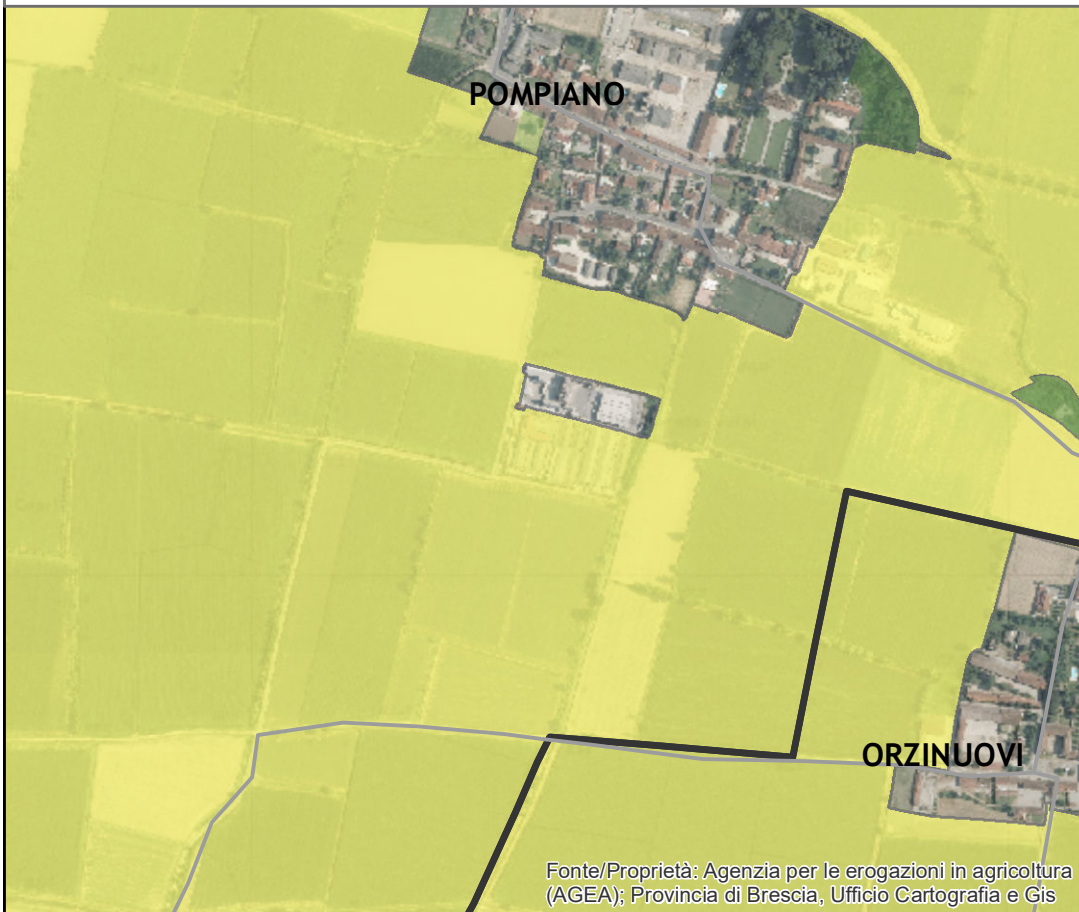 POMPIANO
ORZINUOVI
Fonte/Proprietà: Agenzia per le erogazioni in agricoltura
(AGEA); Provincia di Brescia, Ufficio Cartografia e Gis